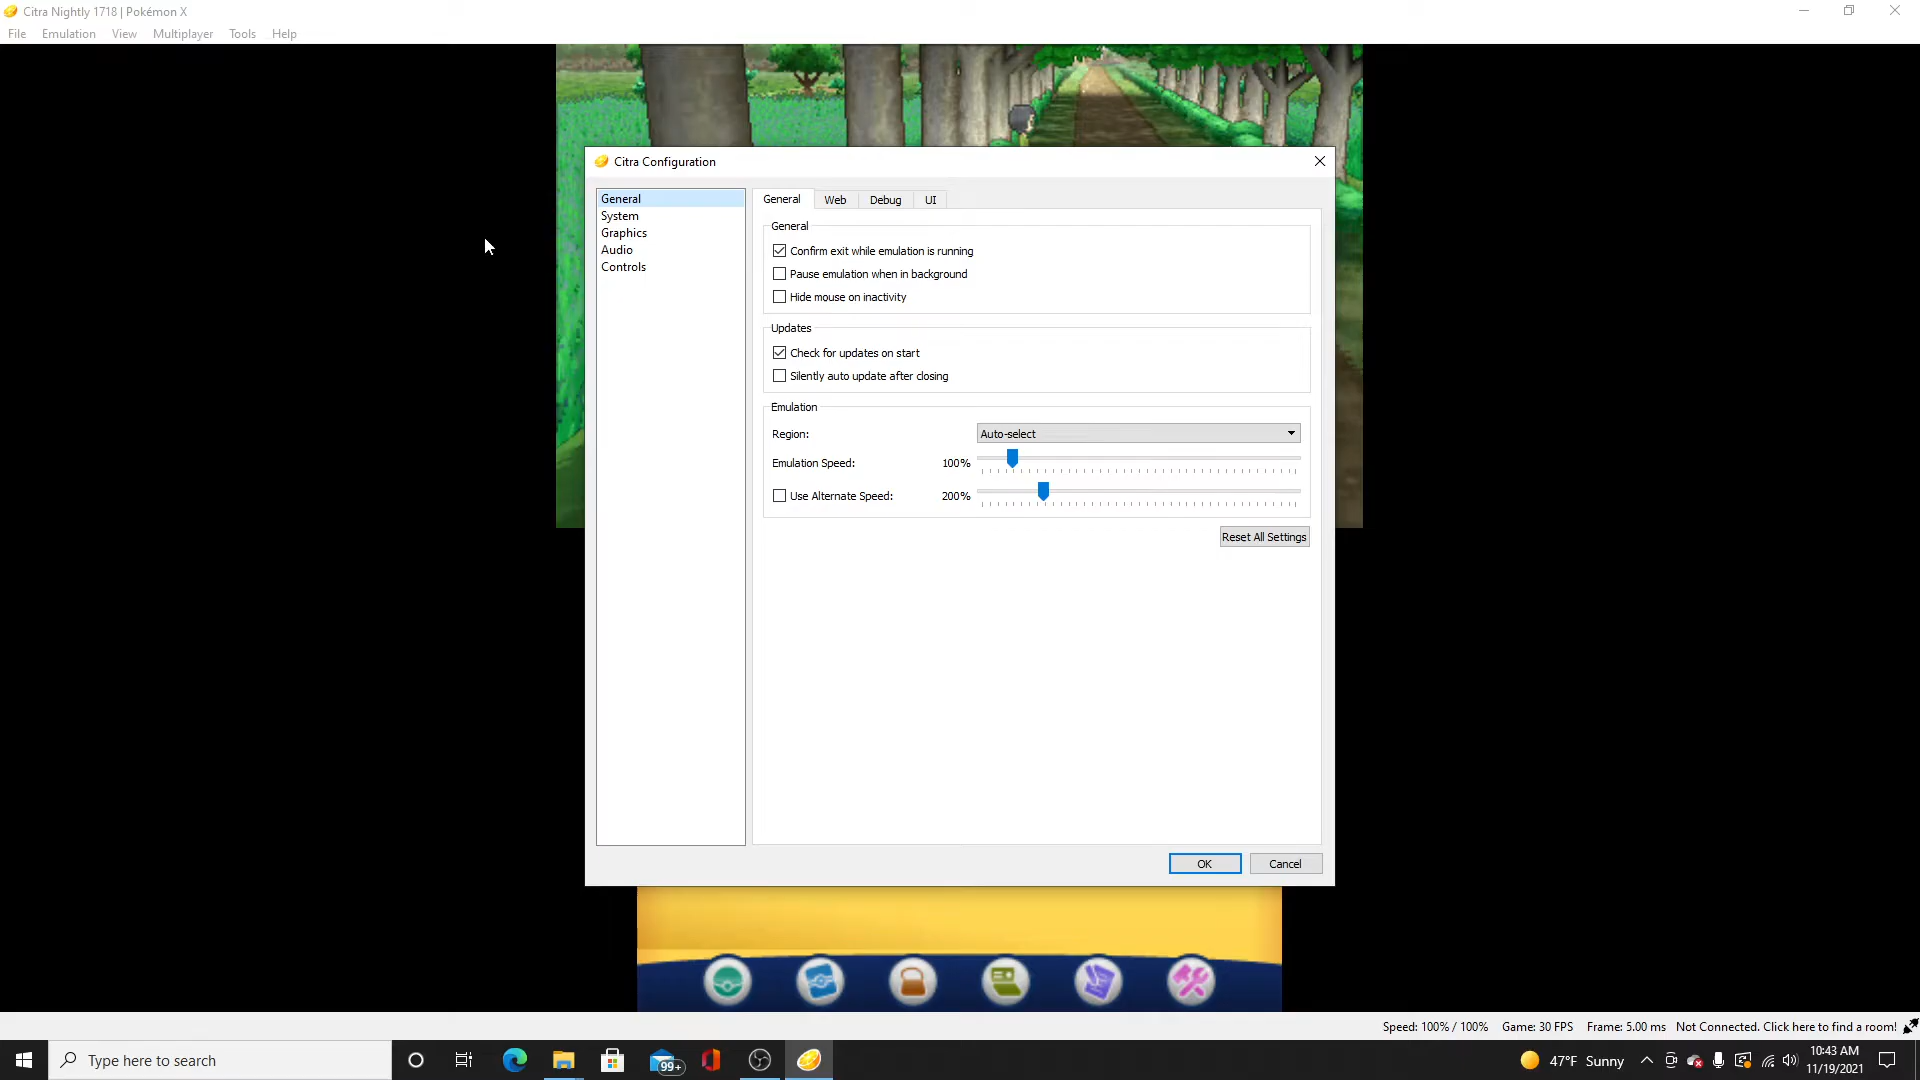 Citra Nightly 1718 | Pokémon X
File Emulation View Multiplayer Tools Help
Citra Configuration
General
System
Graphics
Audio
Controls
General Web Debug UI
General
Confirm exit while emulation is running
Pause emulation when in background
Hide mouse on inactivity
Updates
Check for updates on start
Silently auto update after closing
Emulation
Region: Auto-select
Emulation Speed: 100%
Use Alternate Speed: 200%
Reset All Settings
OK Cancel
Speed: 100% / 100% Game: 30 FPS Frame: 5.00 ms Not Connected. Click here to find a room!
Type here to search 99+ 47°F Sunny 10:43 AM
11/19/2021